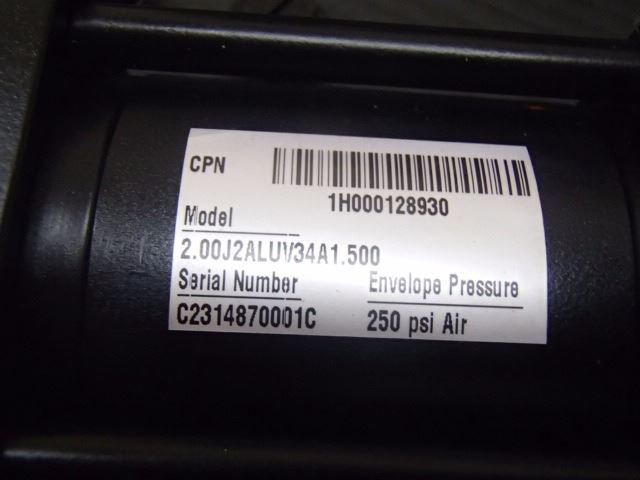 CPN
1H000128930
Model
2.00J2ALUV34A1.500
Serial Number Envelope Pressure
C2314870001C 250 psi Air